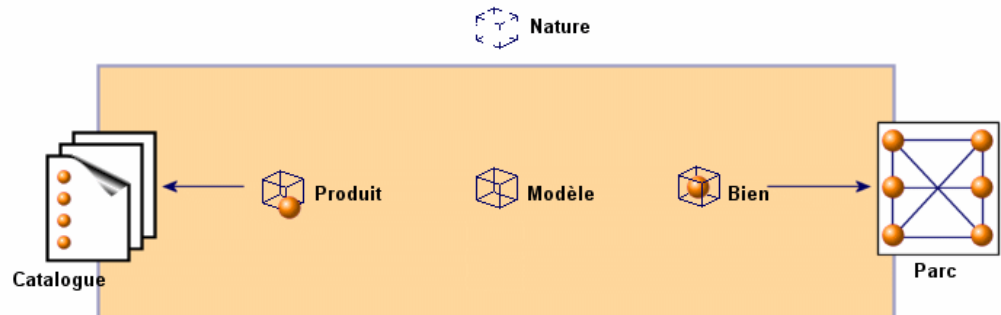 Nature
Produit
Modèle
Bien
Catalogue
Parc